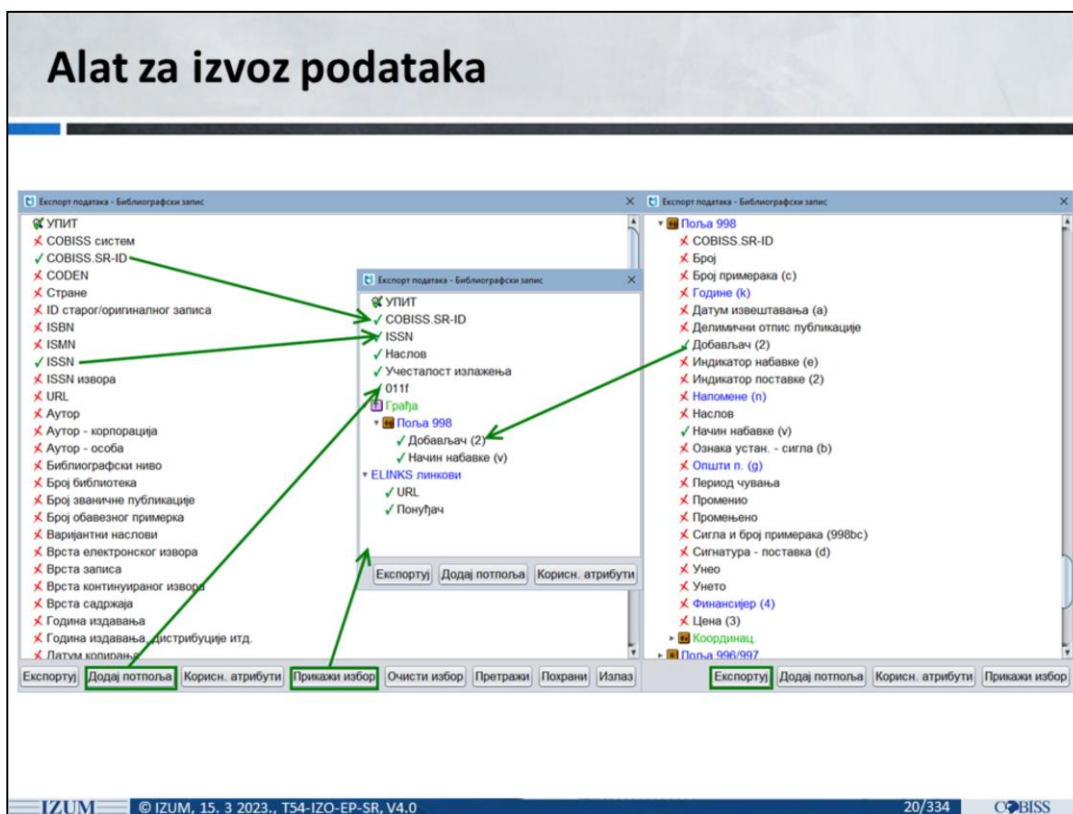 Alat za izvoz podataka
Експорт података - Библиографски запис
УПИТ
COBISS систем
COBISS.SR-ID
CODEN
Стране
ID старог/оригиналног записа
ISBN
ISMN
ISSN
ISSN извора
URL
Аутор
Аутор - корпорација
Аутор - особа
Библиографски ниво
Број библиотека
Број званичне публикације
Број обавезног примерка
Варијантни наслови
Врста електронског извора
Врста записа
Врста континуираног извора
Врста садржаја
Година издавања
Година издавања, дистрибуције итд.
Датум копирања
Експортуј Додај потпоља Корисн. атрибути Прикажи избор Очисти избор Претражи Похрани Излаз
Експорт података - Библиографски запис
УПИТ
COBISS.SR-ID
ISSN
Наслов
Учесталост излажења
011f
Грађа
Поља 998
Добављач (2)
Начин набавке (v)
ELINKS линкови
URL
Понуђач
Експортуј Додај потпоља Корисн. атрибути
Експорт података - Библиографски запис
Поља 998
COBISS.SR-ID
Број
Број примерака (c)
Године (k)
Датум извештавања (a)
Делимични отпис публикације
Добављач (2)
Индикатор набавке (e)
Индикатор поставке (2)
Напомене (n)
Наслов
Начин набавке (v)
Ознака устан. - сигла (b)
Општи п. (g)
Период чувања
Променио
Промењено
Сигла и број примерака (998bc)
Сигнатура - поставка (d)
Унео
Унето
Финансијер (4)
Цена (3)
Координац.
Поља 996/997
Експортуј Додај потпоља Корисн. атрибути Прикажи избор
IZUM © IZUM, 15. 3 2023., T54-IZO-EP-SR, V4.0 20/334 COBISS